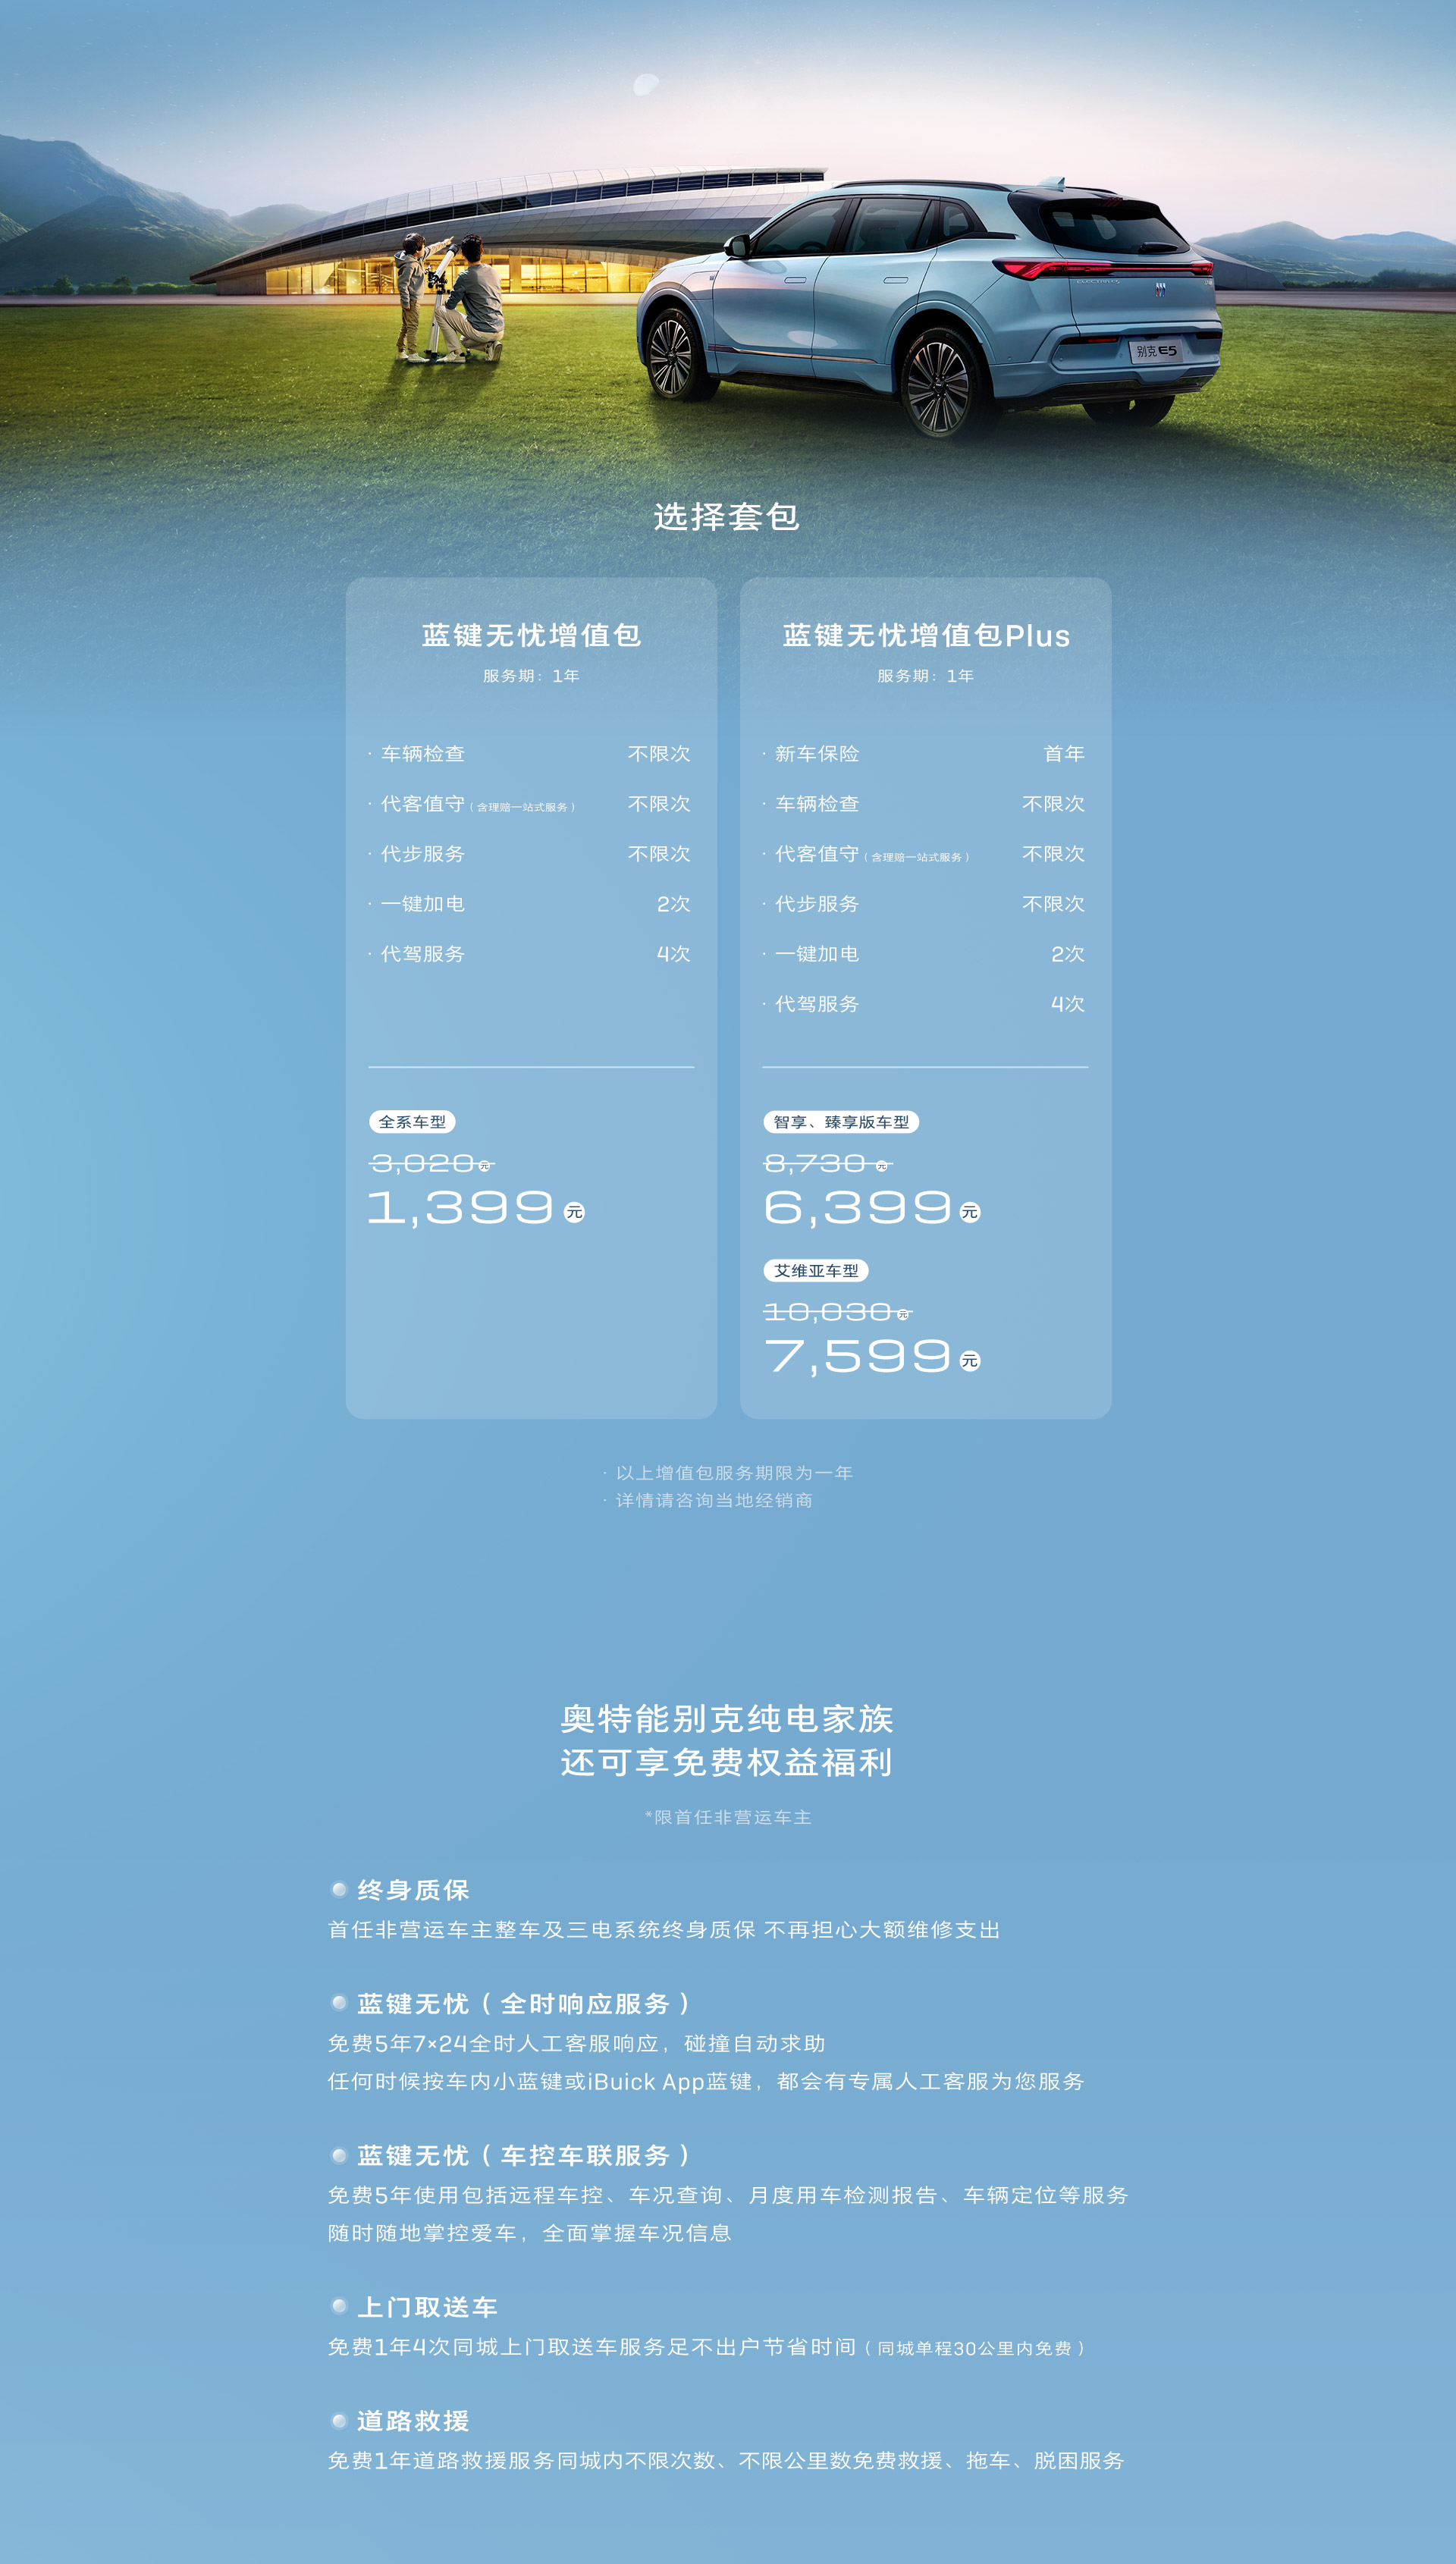 别克E5
选择套包
蓝键无忧增值包
服务期：1年
· 车辆检查 不限次
· 代客值守（含理赔一站式服务） 不限次
· 代步服务 不限次
· 一键加电 2次
· 代驾服务 4次
全系车型
3,020元
1,399元
蓝键无忧增值包Plus
服务期：1年
· 新车保险 首年
· 车辆检查 不限次
· 代客值守（含理赔一站式服务） 不限次
· 代步服务 不限次
· 一键加电 2次
· 代驾服务 4次
智享、臻享版车型
8,730元
6,399元
艾维亚车型
10,030元
7,599元
· 以上增值包服务期限为一年
· 详情请咨询当地经销商
奥特能别克纯电家族
还可享免费权益福利
*限首任非营运车主
终身质保
首任非营运车主整车及三电系统终身质保 不再担心大额维修支出
蓝键无忧（全时响应服务）
免费5年7×24全时人工客服响应，碰撞自动求助
任何时候按车内小蓝键或iBuick App蓝键，都会有专属人工客服为您服务
蓝键无忧（车控车联服务）
免费5年使用包括远程车控、车况查询、月度用车检测报告、车辆定位等服务
随时随地掌控爱车，全面掌握车况信息
上门取送车
免费1年4次同城上门取送车服务足不出户节省时间（同城单程30公里内免费）
道路救援
免费1年道路救援服务同城内不限次数、不限公里数免费救援、拖车、脱困服务